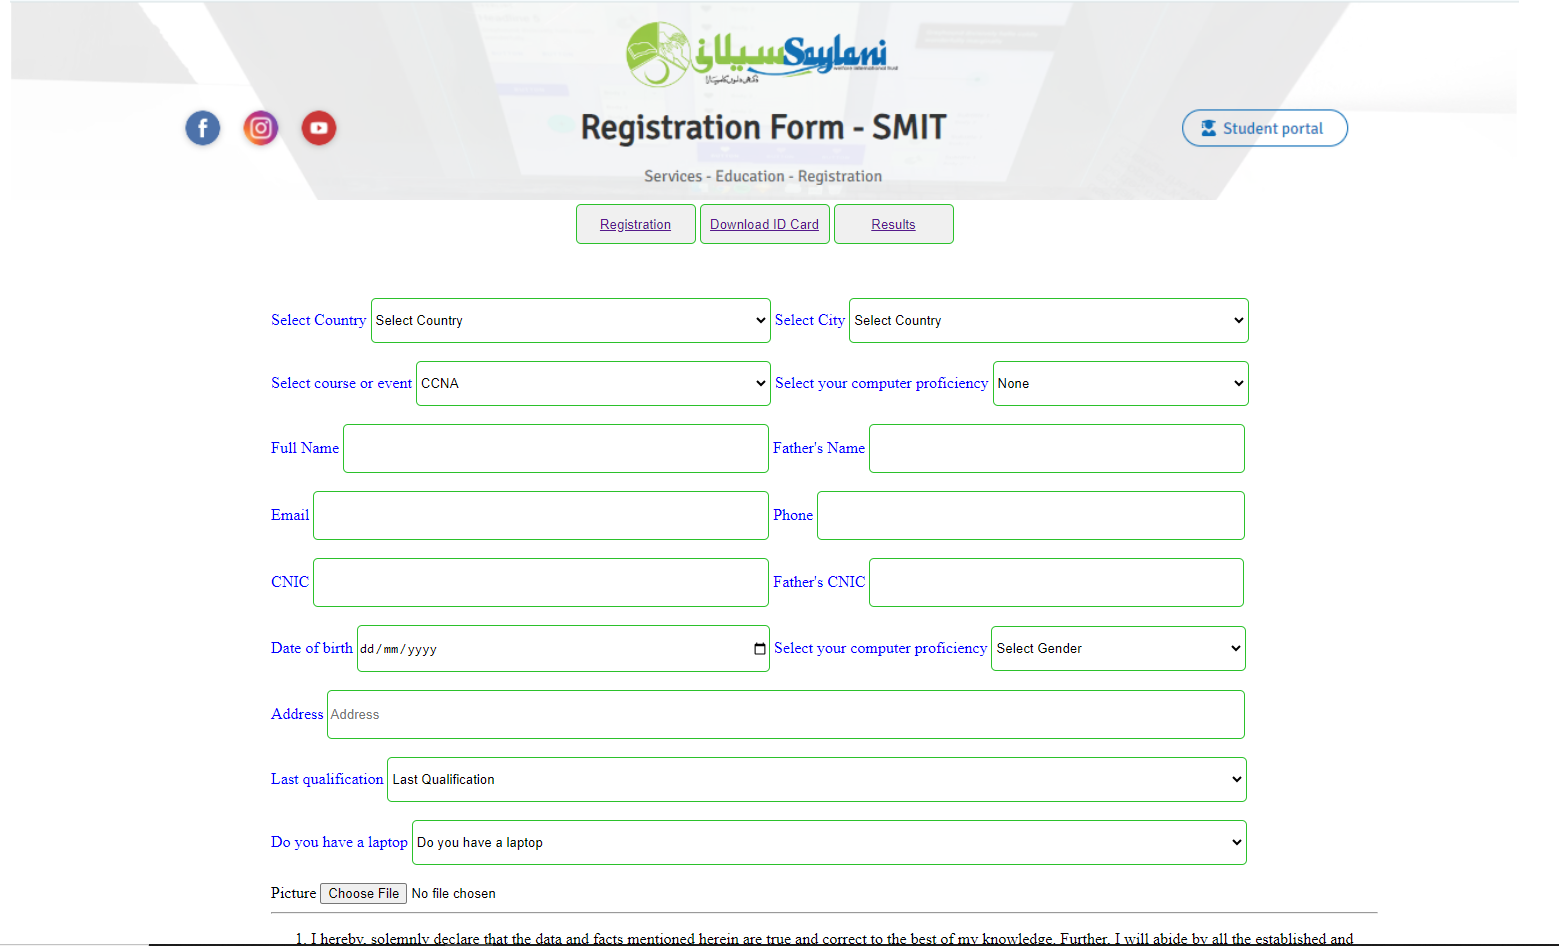 سیلانی Saylani
Registration Form - SMIT
Student portal
Services - Education - Registration
Registration Download ID Card Results
Select Country Select Country Select City Select Country
Select course or event CCNA Select your computer proficiency None
Full Name Father's Name
Email Phone
CNIC Father's CNIC
Date of birth dd/mm/yyyy Select your computer proficiency Select Gender
Address Address
Last qualification Last Qualification
Do you have a laptop Do you have a laptop
Picture Choose File No file chosen
1. I hereby, solemnly declare that the data and facts mentioned herein are true and correct to the best of my knowledge. Further, I will abide by all the established and